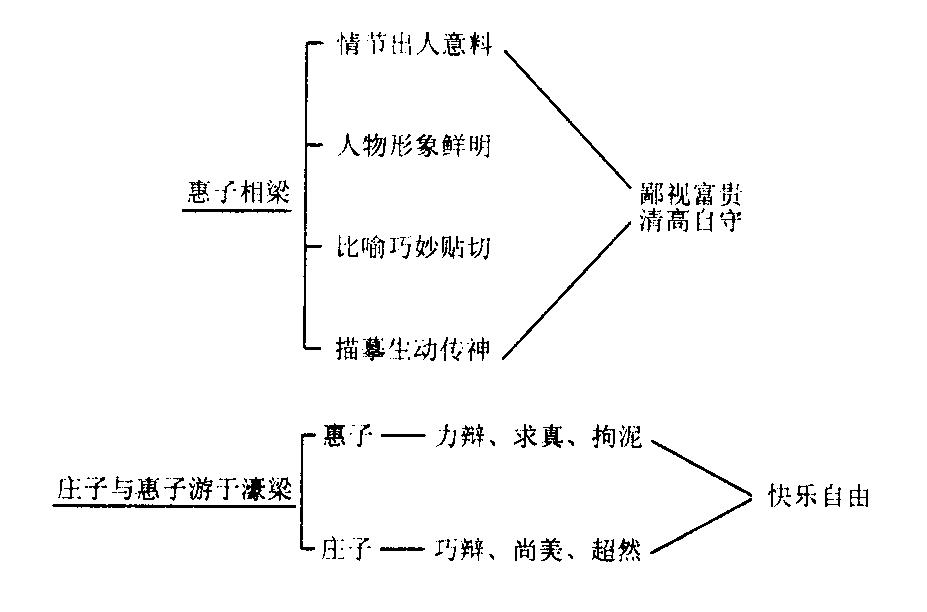 情节出人意料
人物形象鲜明
惠子相梁
鄙视富贵
清高自守
比喻巧妙贴切
描摹生动传神
惠子 — 力辩、求真、拘泥
庄子与惠子游于濠梁
快乐自由
庄子 — 巧辩、尚美、超然